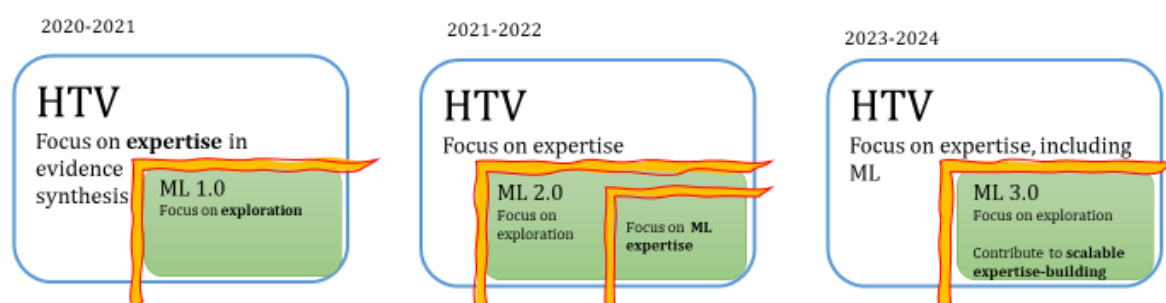 2020-2021
HTV
Focus on expertise in
evidence
synthesis
ML 1.0
Focus on exploration
2021-2022
HTV
Focus on expertise
ML 2.0
Focus on
exploration
Focus on ML
expertise
2023-2024
HTV
Focus on expertise, including
ML
ML 3.0
Focus on exploration
Contribute to scalable
expertise-building